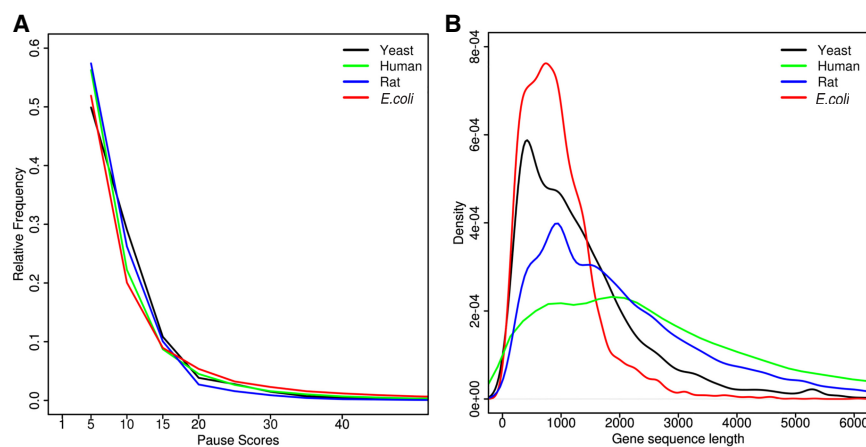 A
0.6
0.5
0.4
0.3
0.2
0.1
0.0
Relative Frequency
1 5 10 15 20 30 40
Pause Scores
Yeast
Human
Rat
E.coli
B
8e-04
6e-04
4e-04
2e-04
0e+00
Density
0 1000 2000 3000 4000 5000
Gene sequence length
Yeast
Human
Rat
E.coli